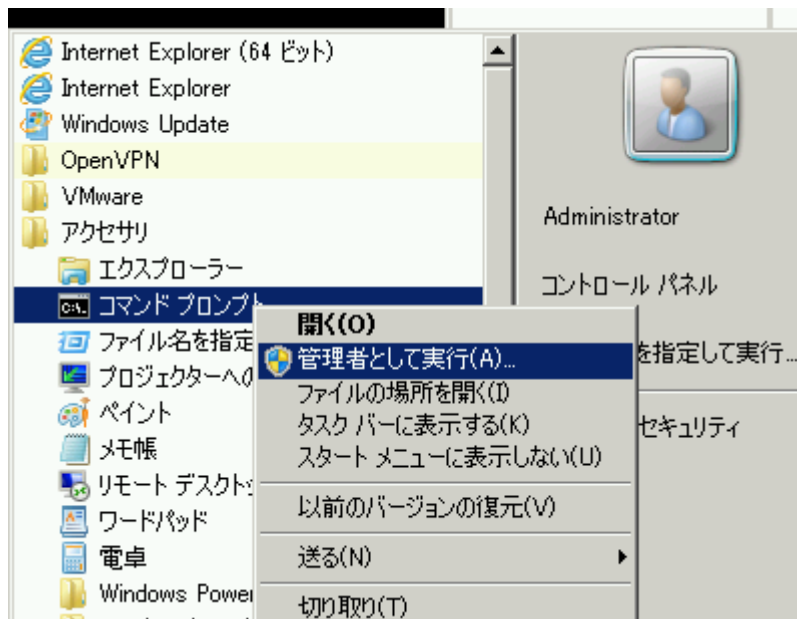 Internet Explorer (64 ビット)
Internet Explorer
Windows Update
OpenVPN
VMware
アクセサリ
エクスプローラー
コマンド プロンプト
ファイル名を指定
プロジェクターへの
ペイント
メモ帳
リモート デスクト
ワードパッド
電卓
Windows Power
開く(O)
管理者として実行(A)...
ファイルの場所を開く(I)
タスク バーに表示する(K)
スタート メニューに表示しない(U)
以前のバージョンの復元(V)
送る(N)
切り取り(T)
Administrator
コントロール パネル
を指定して実行...
セキュリティ